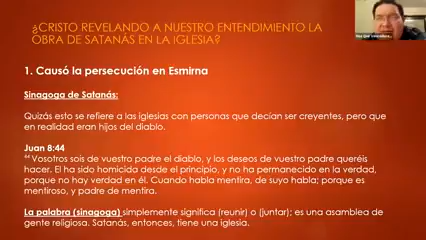 ¿CRISTO REVELANDO A NUESTRO ENTENDIMIENTO LA
OBRA DE SATANÁS EN LA IGLESIA?
1. Causó la persecución en Esmirna
Sinagoga de Satanás:
Quizás esto se refiere a las iglesias con personas que decían ser creyentes, pero que
en realidad eran hijos del diablo.
Juan 8:44
44 Vosotros sois de vuestro padre el diablo, y los deseos de vuestro padre queréis
hacer. El ha sido homicida desde el principio, y no ha permanecido en la verdad,
porque no hay verdad en él. Cuando habla mentira, de suyo habla; porque es
mentiroso, y padre de mentira.
La palabra (sinagoga) simplemente significa (reunir) o (juntar); es una asamblea de
gente religiosa. Satanás, entonces, tiene una iglesia.